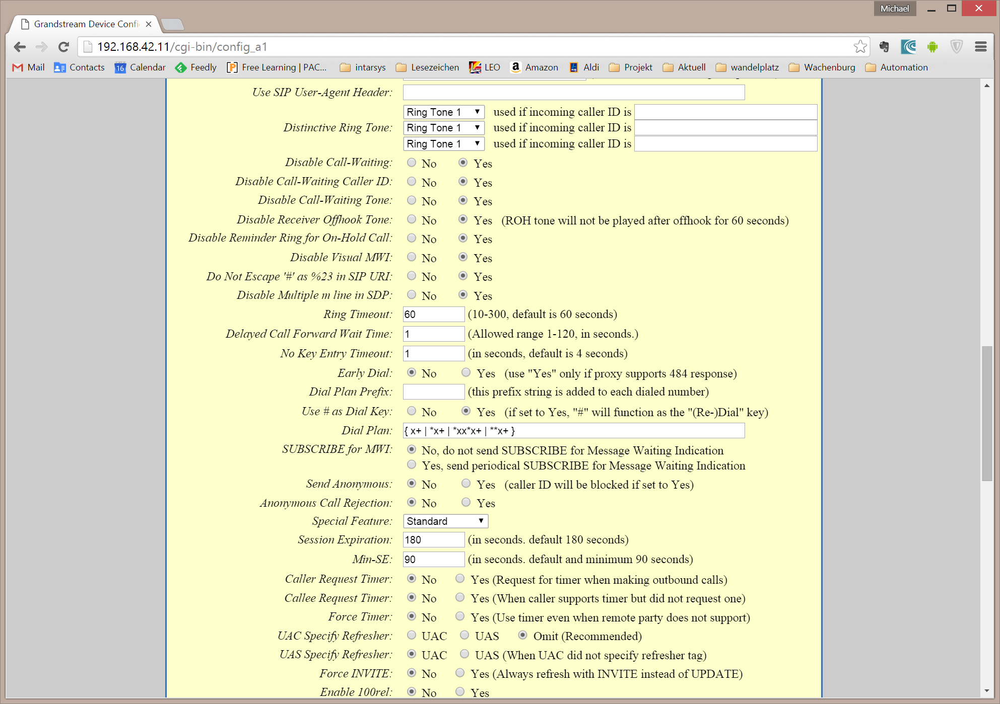 Michael
Grandstream Device Confi
192.168.42.11/cgi-bin/config_a1
Mail Contacts 16 Calendar Feedly Free Learning | PAC... intarsys Lesezeichen LEO Amazon Aldi Projekt Aktuell wandelplatz Wachenburg Automation
Use SIP User-Agent Header:
Ring Tone 1 used if incoming caller ID is
Distinctive Ring Tone: Ring Tone 1 used if incoming caller ID is
Ring Tone 1 used if incoming caller ID is
Disable Call-Waiting: No Yes
Disable Call-Waiting Caller ID: No Yes
Disable Call-Waiting Tone: No Yes
Disable Receiver Offhook Tone: No Yes (ROH tone will not be played after offhook for 60 seconds)
Disable Reminder Ring for On-Hold Call: No Yes
Disable Visual MWI: No Yes
Do Not Escape '#' as %23 in SIP URI: No Yes
Disable Multiple m line in SDP: No Yes
Ring Timeout: 60 (10-300, default is 60 seconds)
Delayed Call Forward Wait Time: 1 (Allowed range 1-120, in seconds.)
No Key Entry Timeout: 1 (in seconds, default is 4 seconds)
Early Dial: No Yes (use "Yes" only if proxy supports 484 response)
Dial Plan Prefix: (this prefix string is added to each dialed number)
Use # as Dial Key: No Yes (if set to Yes, "#" will function as the "(Re-)Dial" key)
Dial Plan: { x+ | *x+ | *xx*x+ | **x+ }
SUBSCRIBE for MWI: No, do not send SUBSCRIBE for Message Waiting Indication
Yes, send periodical SUBSCRIBE for Message Waiting Indication
Send Anonymous: No Yes (caller ID will be blocked if set to Yes)
Anonymous Call Rejection: No Yes
Special Feature: Standard
Session Expiration: 180 (in seconds. default 180 seconds)
Min-SE: 90 (in seconds. default and minimum 90 seconds)
Caller Request Timer: No Yes (Request for timer when making outbound calls)
Callee Request Timer: No Yes (When caller supports timer but did not request one)
Force Timer: No Yes (Use timer even when remote party does not support)
UAC Specify Refresher: UAC UAS Omit (Recommended)
UAS Specify Refresher: UAC UAS (When UAC did not specify refresher tag)
Force INVITE: No Yes (Always refresh with INVITE instead of UPDATE)
Enable 100rel: No Yes